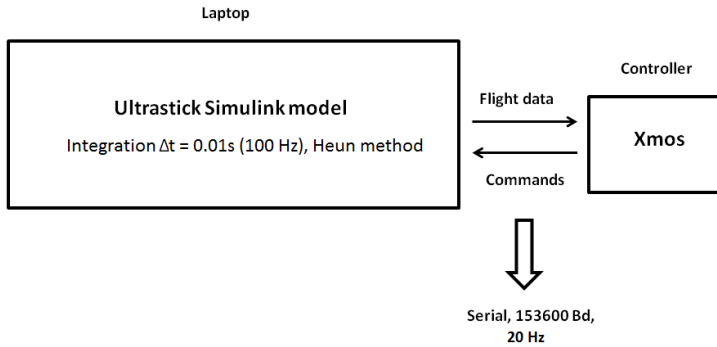 Laptop
Ultrastick Simulink model
Integration Δt = 0.01s (100 Hz), Heun method
Flight data
Commands
Controller
Xmos
Serial, 153600 Bd,
20 Hz